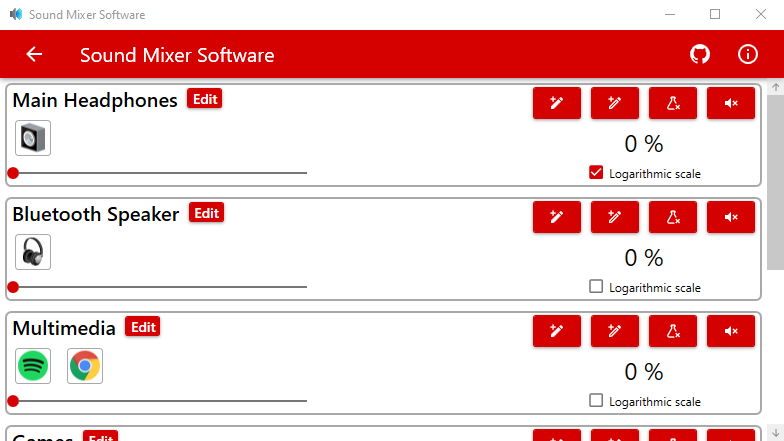 Sound Mixer Software
Sound Mixer Software
Main Headphones Edit
0 %
Logarithmic scale
Bluetooth Speaker Edit
0 %
Logarithmic scale
Multimedia Edit
0 %
Logarithmic scale
Games Edit